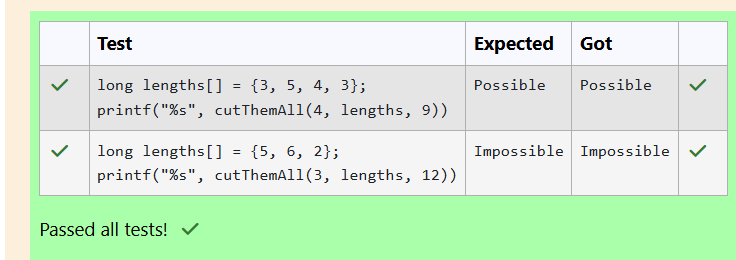 Test Expected Got
long lengths[] = {3, 5, 4, 3}; Possible Possible
printf("%s", cutThemAll(4, lengths, 9))
long lengths[] = {5, 6, 2}; Impossible Impossible
printf("%s", cutThemAll(3, lengths, 12))
Passed all tests!